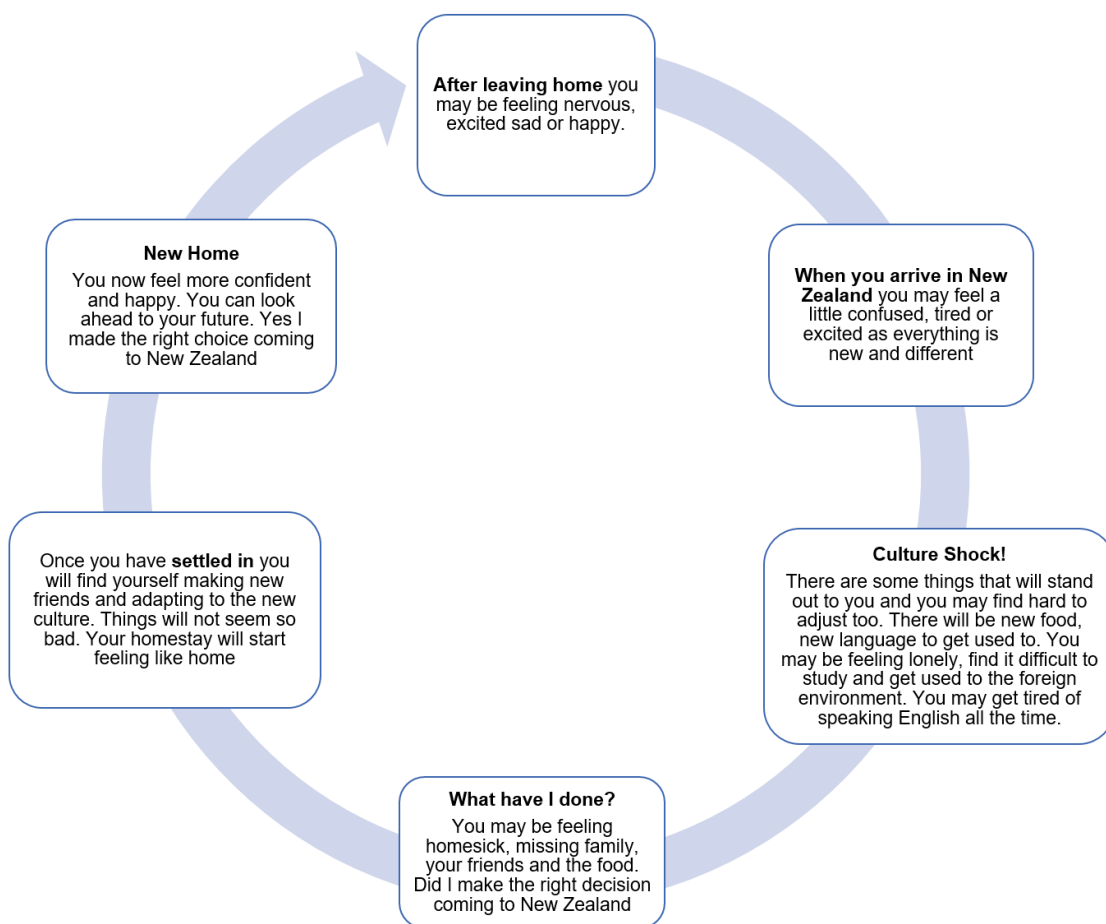 After leaving home you
may be feeling nervous,
excited sad or happy.
When you arrive in New
Zealand you may feel a
little confused, tired or
excited as everything is
new and different
Culture Shock!
There are some things that will stand
out to you and you may find hard to
adjust too. There will be new food,
new language to get used to. You
may be feeling lonely, find it difficult to
study and get used to the foreign
environment. You may get tired of
speaking English all the time.
What have I done?
You may be feeling
homesick, missing family,
your friends and the food.
Did I make the right decision
coming to New Zealand
Once you have settled in you
will find yourself making new
friends and adapting to the new
culture. Things will not seem so
bad. Your homestay will start
feeling like home
New Home
You now feel more confident
and happy. You can look
ahead to your future. Yes I
made the right choice coming
to New Zealand